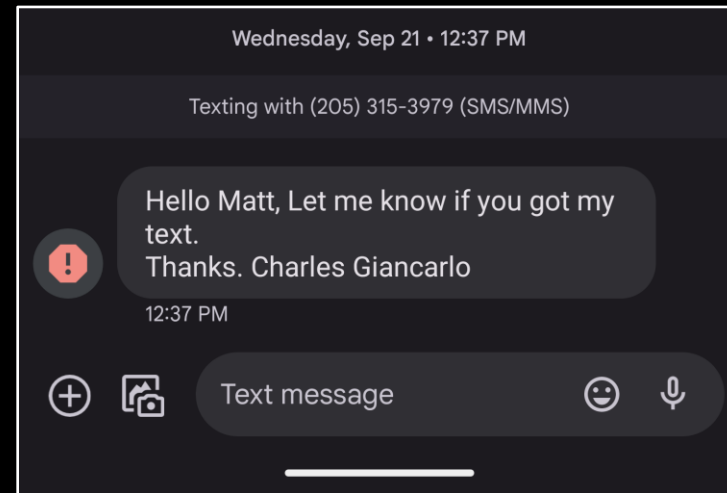 Wednesday, Sep 21 • 12:37 PM
Texting with (205) 315-3979 (SMS/MMS)
Hello Matt, Let me know if you got my
text.
Thanks. Charles Giancarlo
12:37 PM
Text message